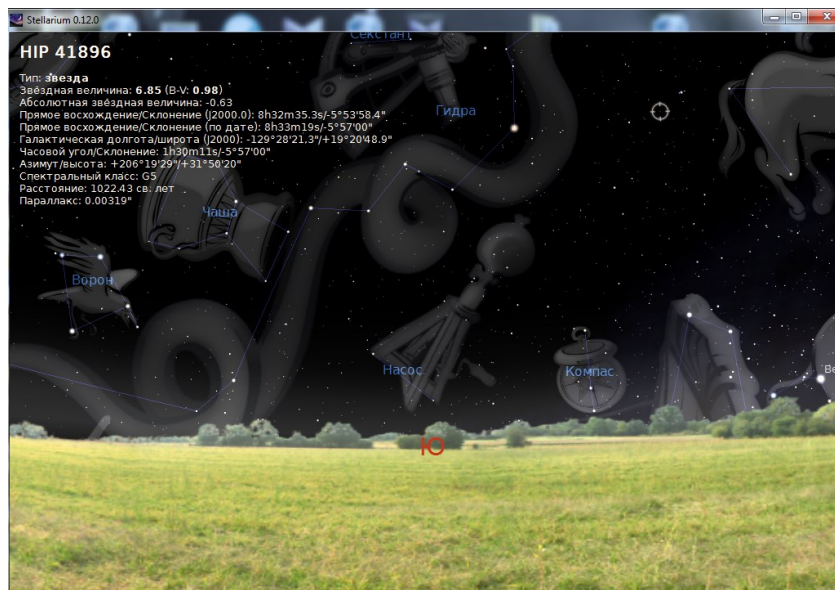 Stellarium 0.12.0
HIP 41896
Тип: звезда
Звёздная величина: 6.85 (B-V: 0.98)
Абсолютная звёздная величина: -0.63
Прямое восхождение/Склонение (J2000.0): 8h32m35.3s/-5°53'58.4"
Прямое восхождение/Склонение (по дате): 8h33m19s/-5°57'00"
Галактическая долгота/широта (J2000): -129°28'21.3"/+19°20'48.9"
Часовой угол/Склонение: 1h30m11s/-5°57'00"
Азимут/высота: +206°19'29"/+31°50'20"
Спектральный класс: G5
Расстояние: 1022.43 св. лет
Параллакс: 0.00319"
Секстант
Гидра
Чаша
Ворон
Насос
Компас
Ве
Ю